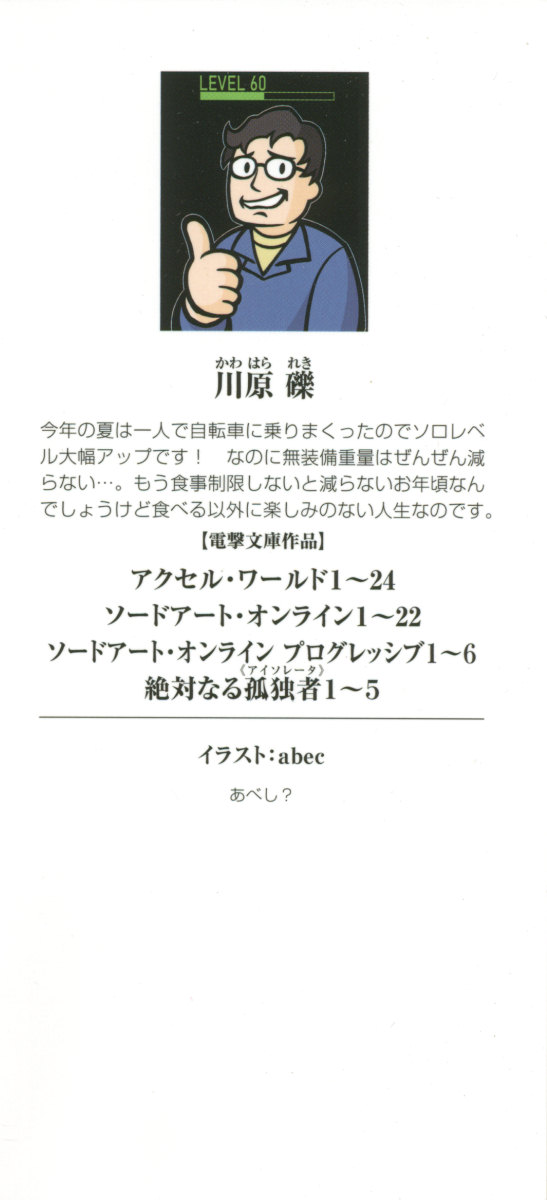 LEVEL 60
かわ はら れき
川原 礫
今年の夏は一人で自転車に乗りまくったのでソロレベ
ル大幅アップです！　なのに無装備重量はぜんぜん減
らない…。もう食事制限しないと減らないお年頃なん
でしょうけど食べる以外に楽しみのない人生なのです。
【電撃文庫作品】
アクセル・ワールド1〜24
ソードアート・オンライン1〜22
ソードアート・オンライン プログレッシブ1〜6
《アイソレータ》
絶対なる孤独者1〜5
イラスト：abec
あべし？